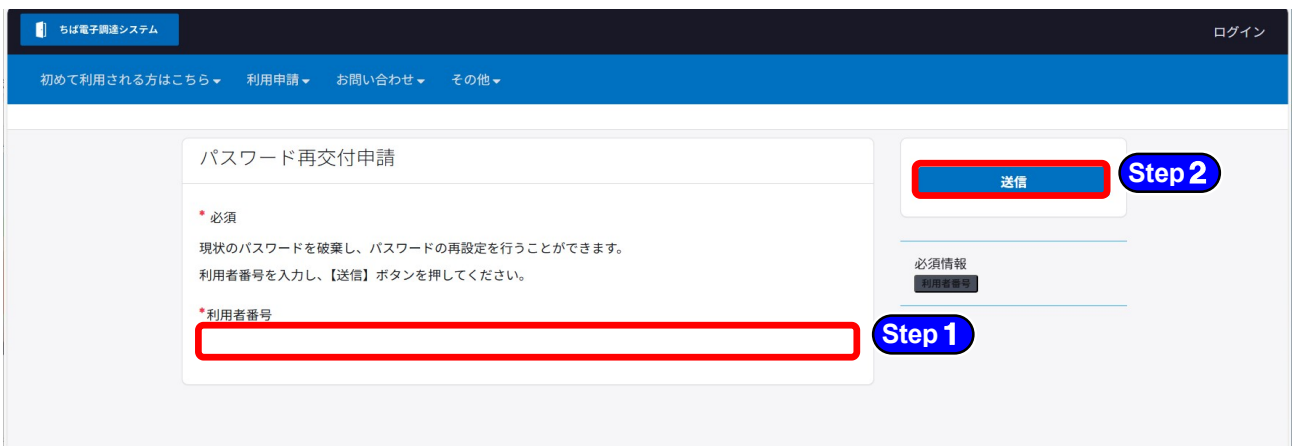 ちば電子調達システム
ログイン
初めて利用される方はこちら 利用申請 お問い合わせ その他
パスワード再交付申請
送信
Step 2
* 必須
現状のパスワードを破棄し、パスワードの再設定を行うことができます。
利用者番号を入力し、【送信】ボタンを押してください。
必須情報
利用者番号
*利用者番号
Step 1